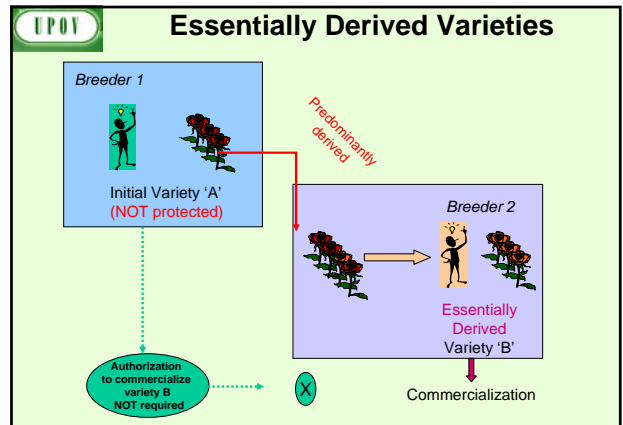 UPOV
Essentially Derived Varieties
Breeder 1
Initial Variety ‘A’
(NOT protected)
Predominantly
derived
Breeder 2
Essentially
Derived
Variety ‘B’
Authorization
to commercialize
variety B
NOT required
X
Commercialization